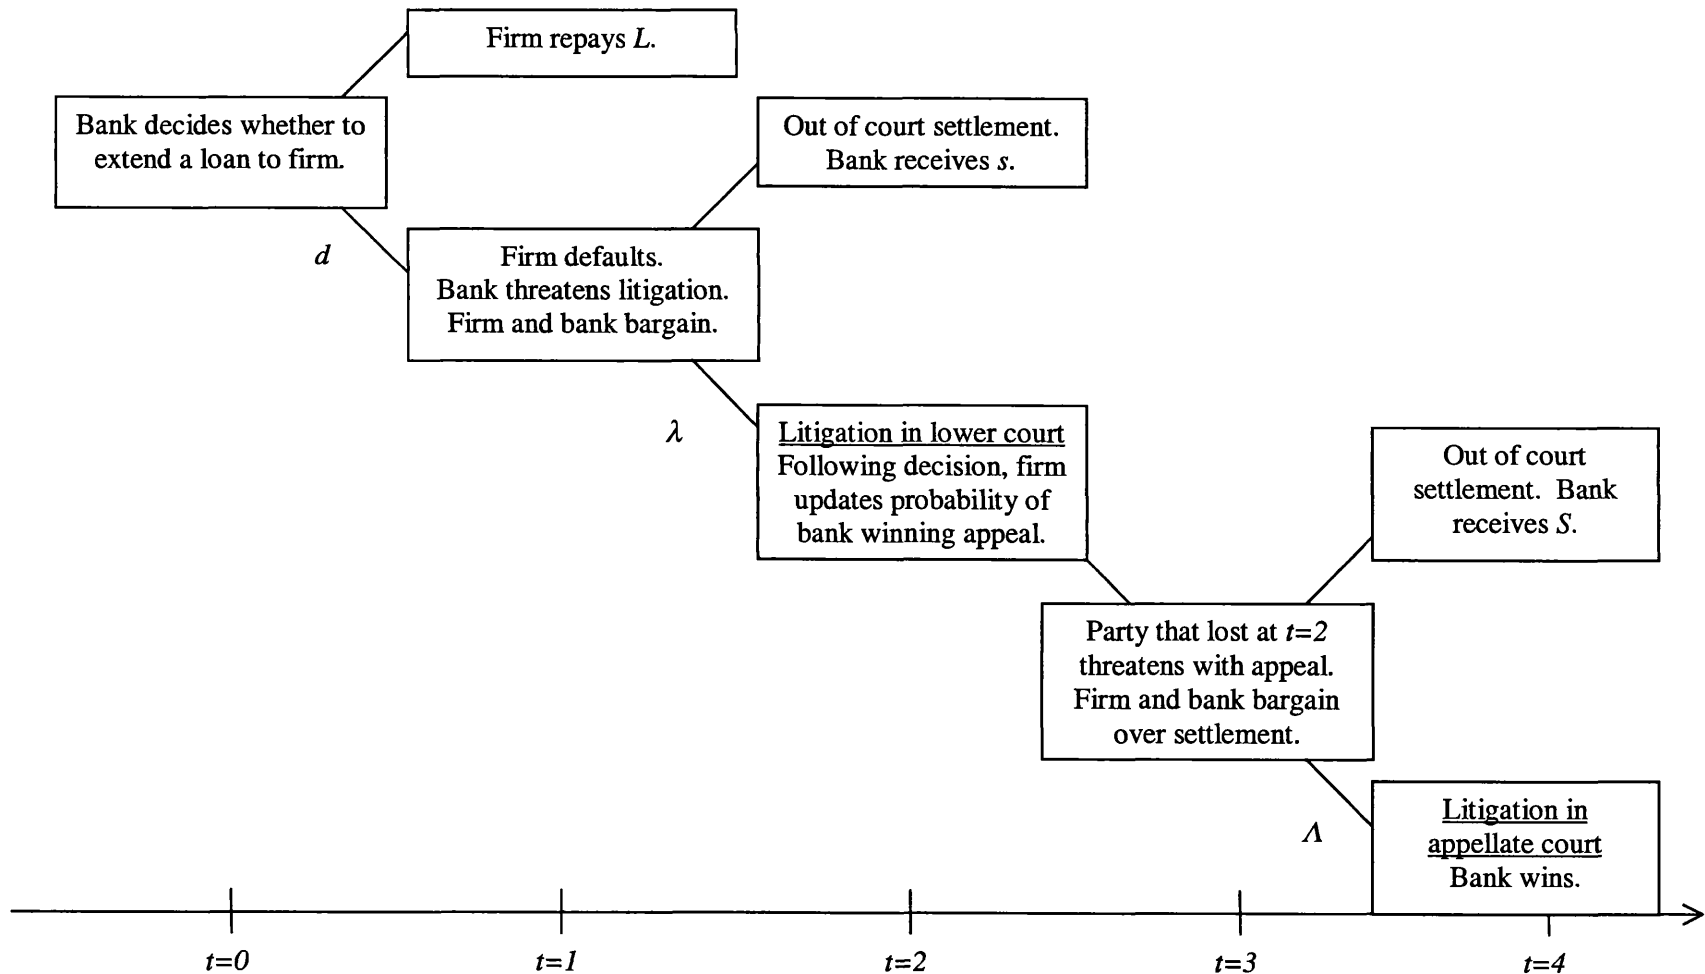 Firm repays L.
Bank decides whether to
extend a loan to firm.
Out of court settlement.
Bank receives s.
d
Firm defaults.
Bank threatens litigation.
Firm and bank bargain.
λ
Litigation in lower court
Following decision, firm
updates probability of
bank winning appeal.
Out of court
settlement. Bank
receives S.
Party that lost at t=2
threatens with appeal.
Firm and bank bargain
over settlement.
Λ
Litigation in
appellate court
Bank wins.
t=0
t=1
t=2
t=3
t=4